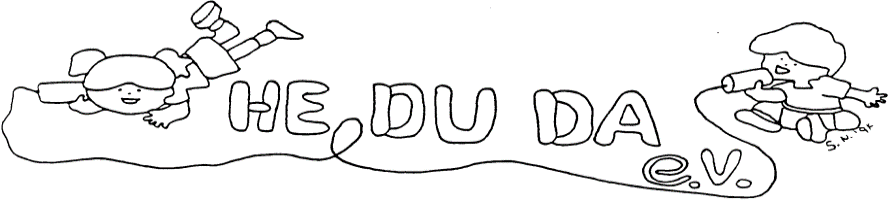 HE, DU DA
e.V.